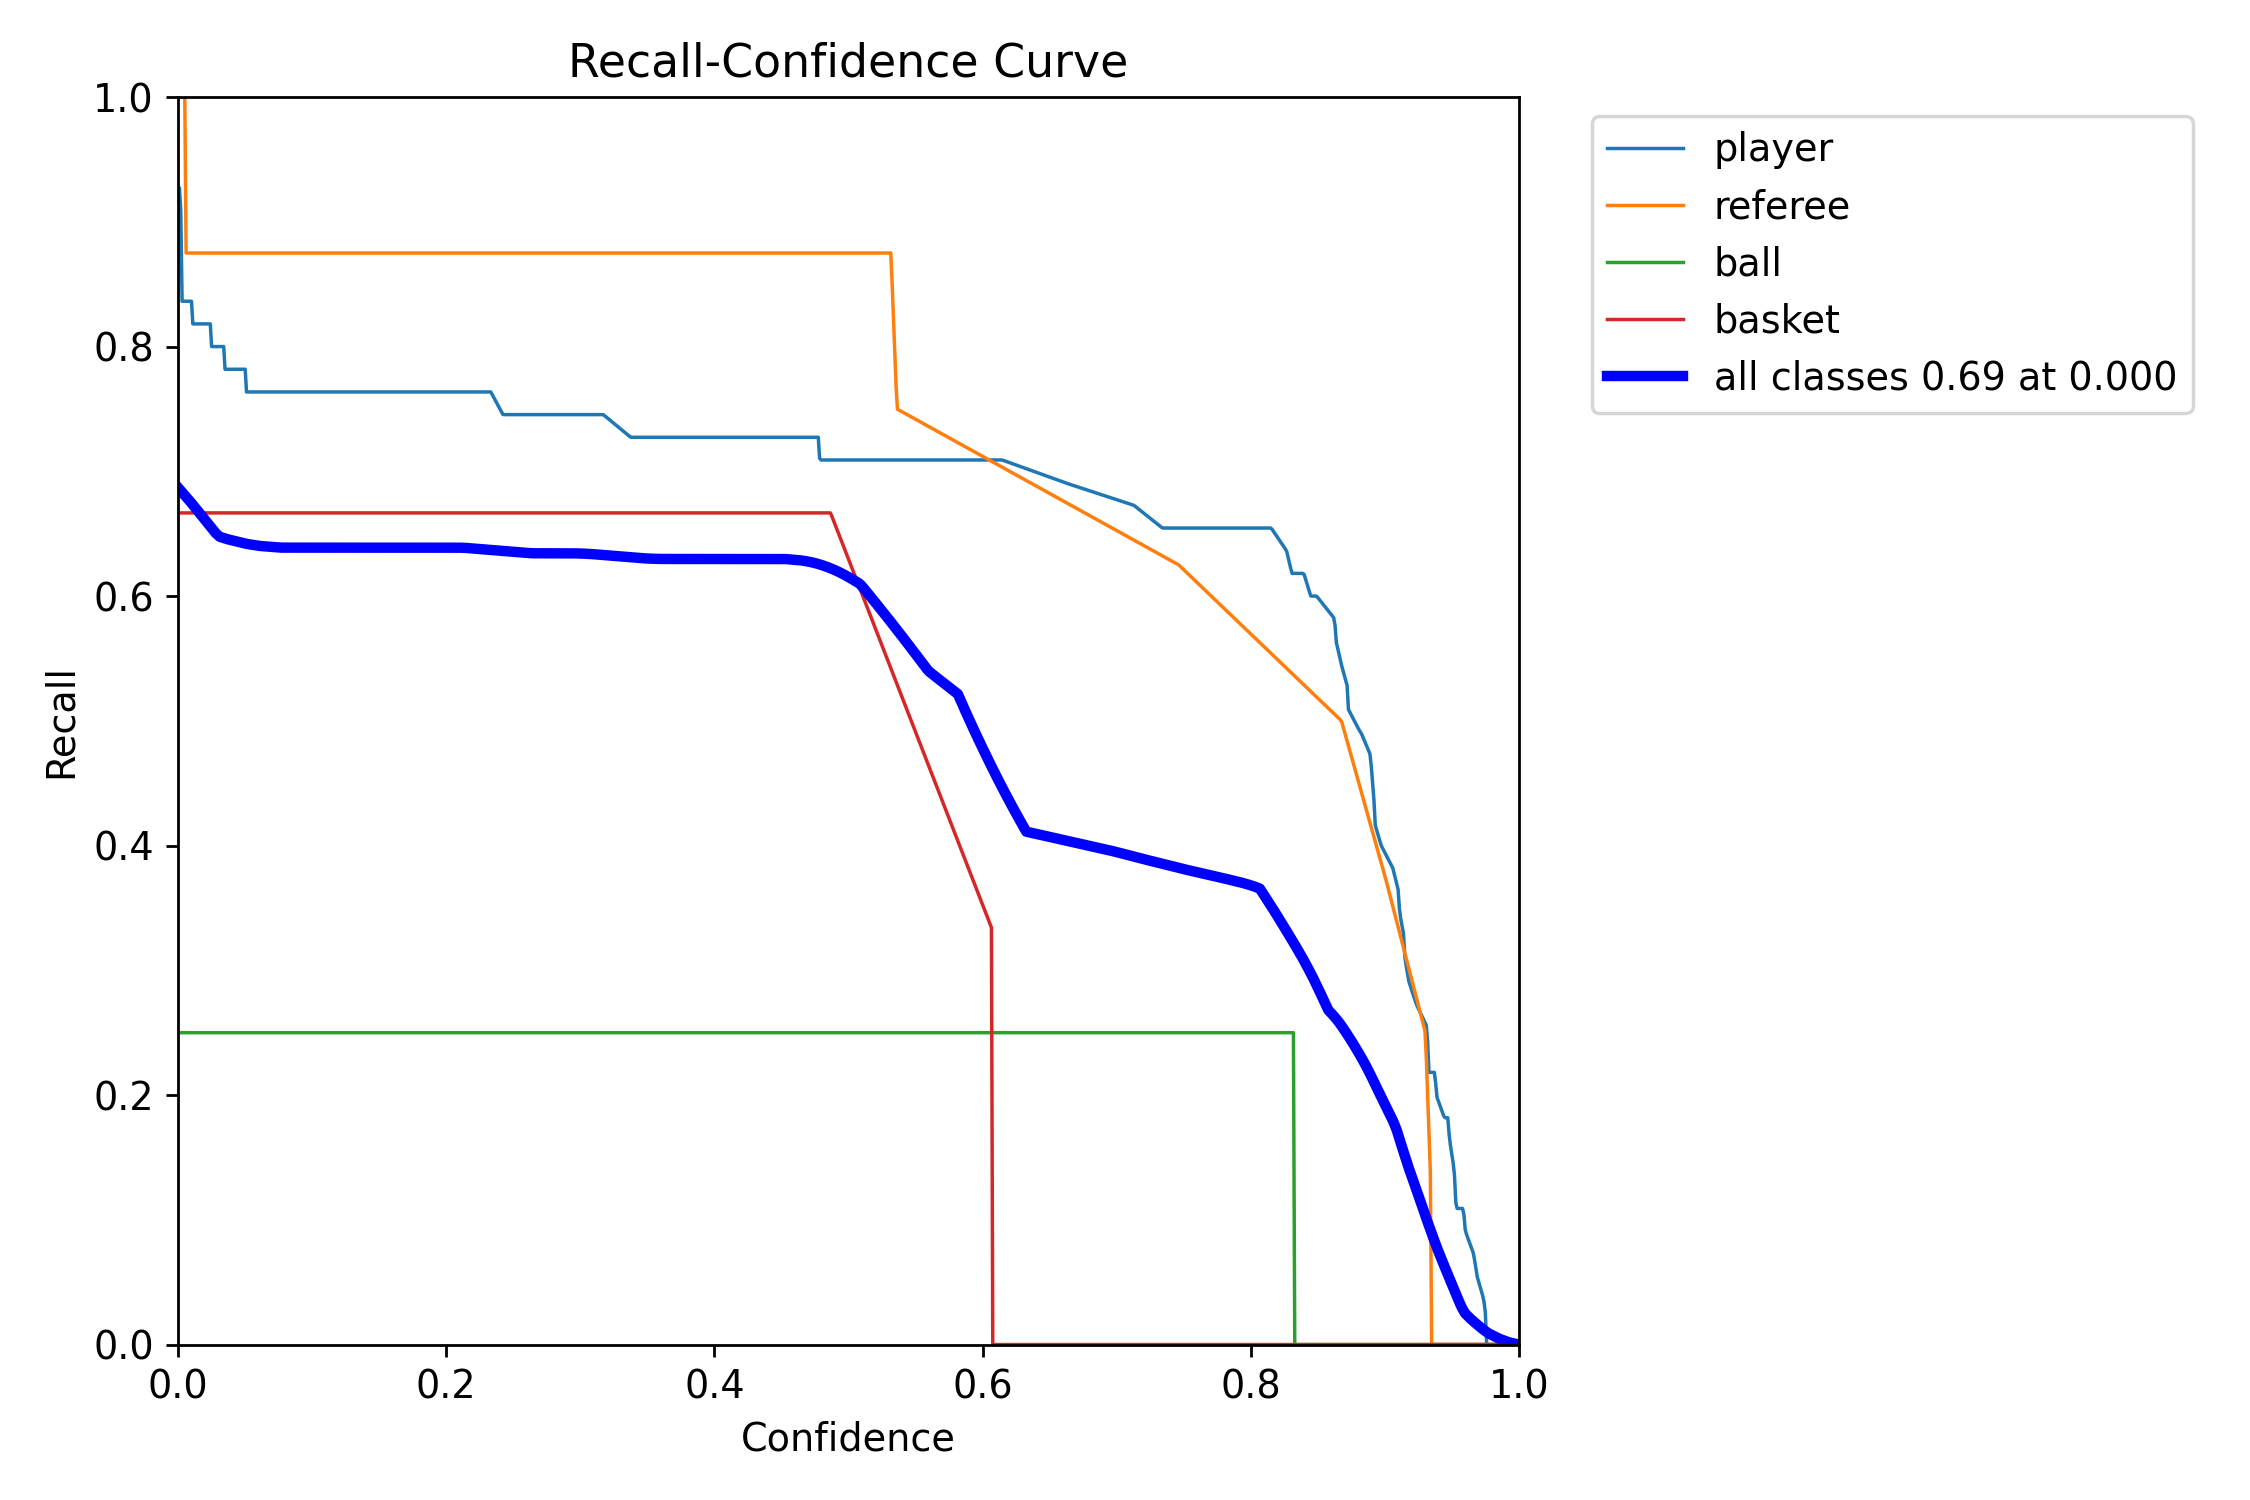 Recall-Confidence Curve
1.0
0.8
0.6
0.4
0.2
0.0
Recall
0.0 0.2 0.4 0.6 0.8 1.0
Confidence
player
referee
ball
basket
all classes 0.69 at 0.000